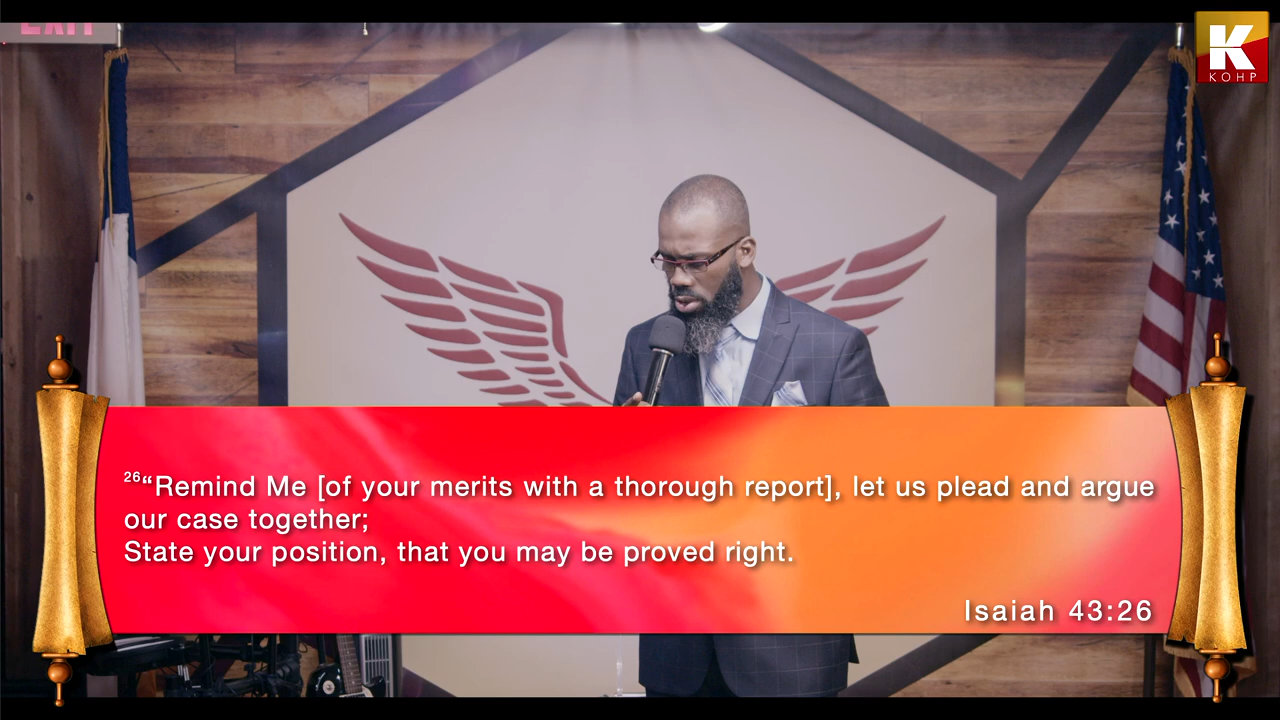 EXIT
K
KOHP
26“Remind Me [of your merits with a thorough report], let us plead and argue
our case together;
State your position, that you may be proved right.
Isaiah 43:26